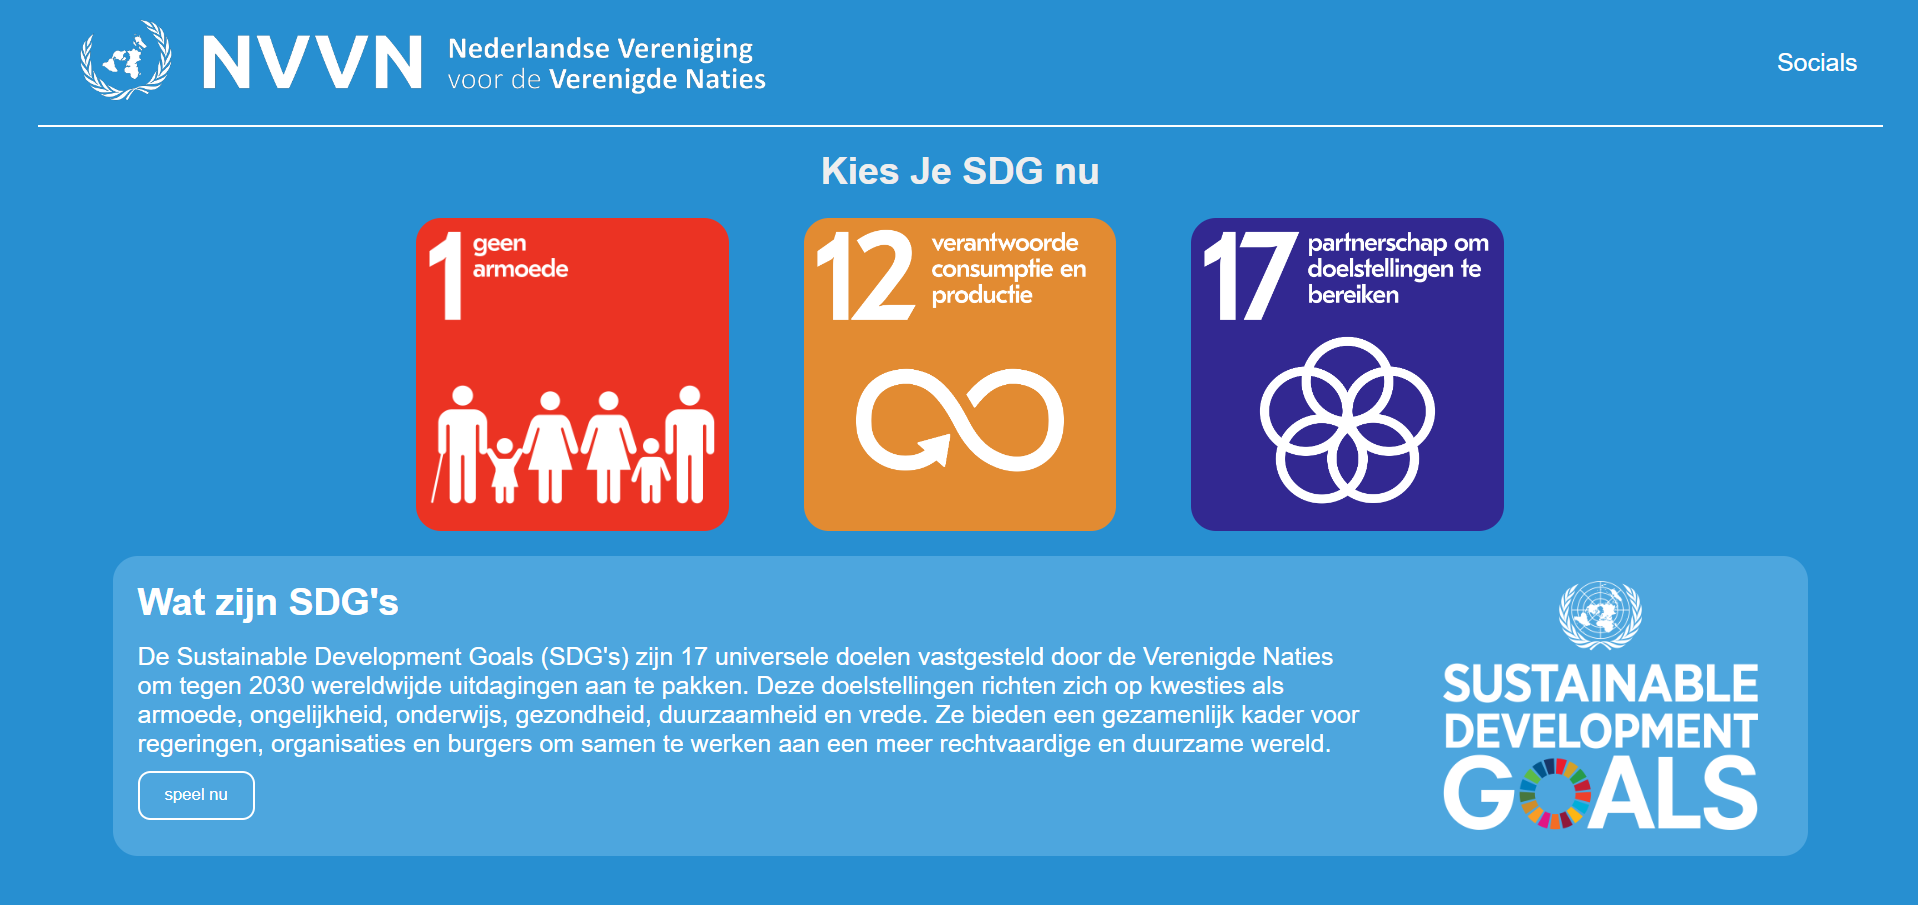 NVVN
Nederlandse Vereniging
voor de Verenigde Naties
Socials
Kies Je SDG nu
1
geen
armoede
12
verantwoorde
consumptie en
productie
17
partnerschap om
doelstellingen te
bereiken
Wat zijn SDG's
De Sustainable Development Goals (SDG's) zijn 17 universele doelen vastgesteld door de Verenigde Naties
om tegen 2030 wereldwijde uitdagingen aan te pakken. Deze doelstellingen richten zich op kwesties als
armoede, ongelijkheid, onderwijs, gezondheid, duurzaamheid en vrede. Ze bieden een gezamenlijk kader voor
regeringen, organisaties en burgers om samen te werken aan een meer rechtvaardige en duurzame wereld.
speel nu
SUSTAINABLE
DEVELOPMENT
GOALS